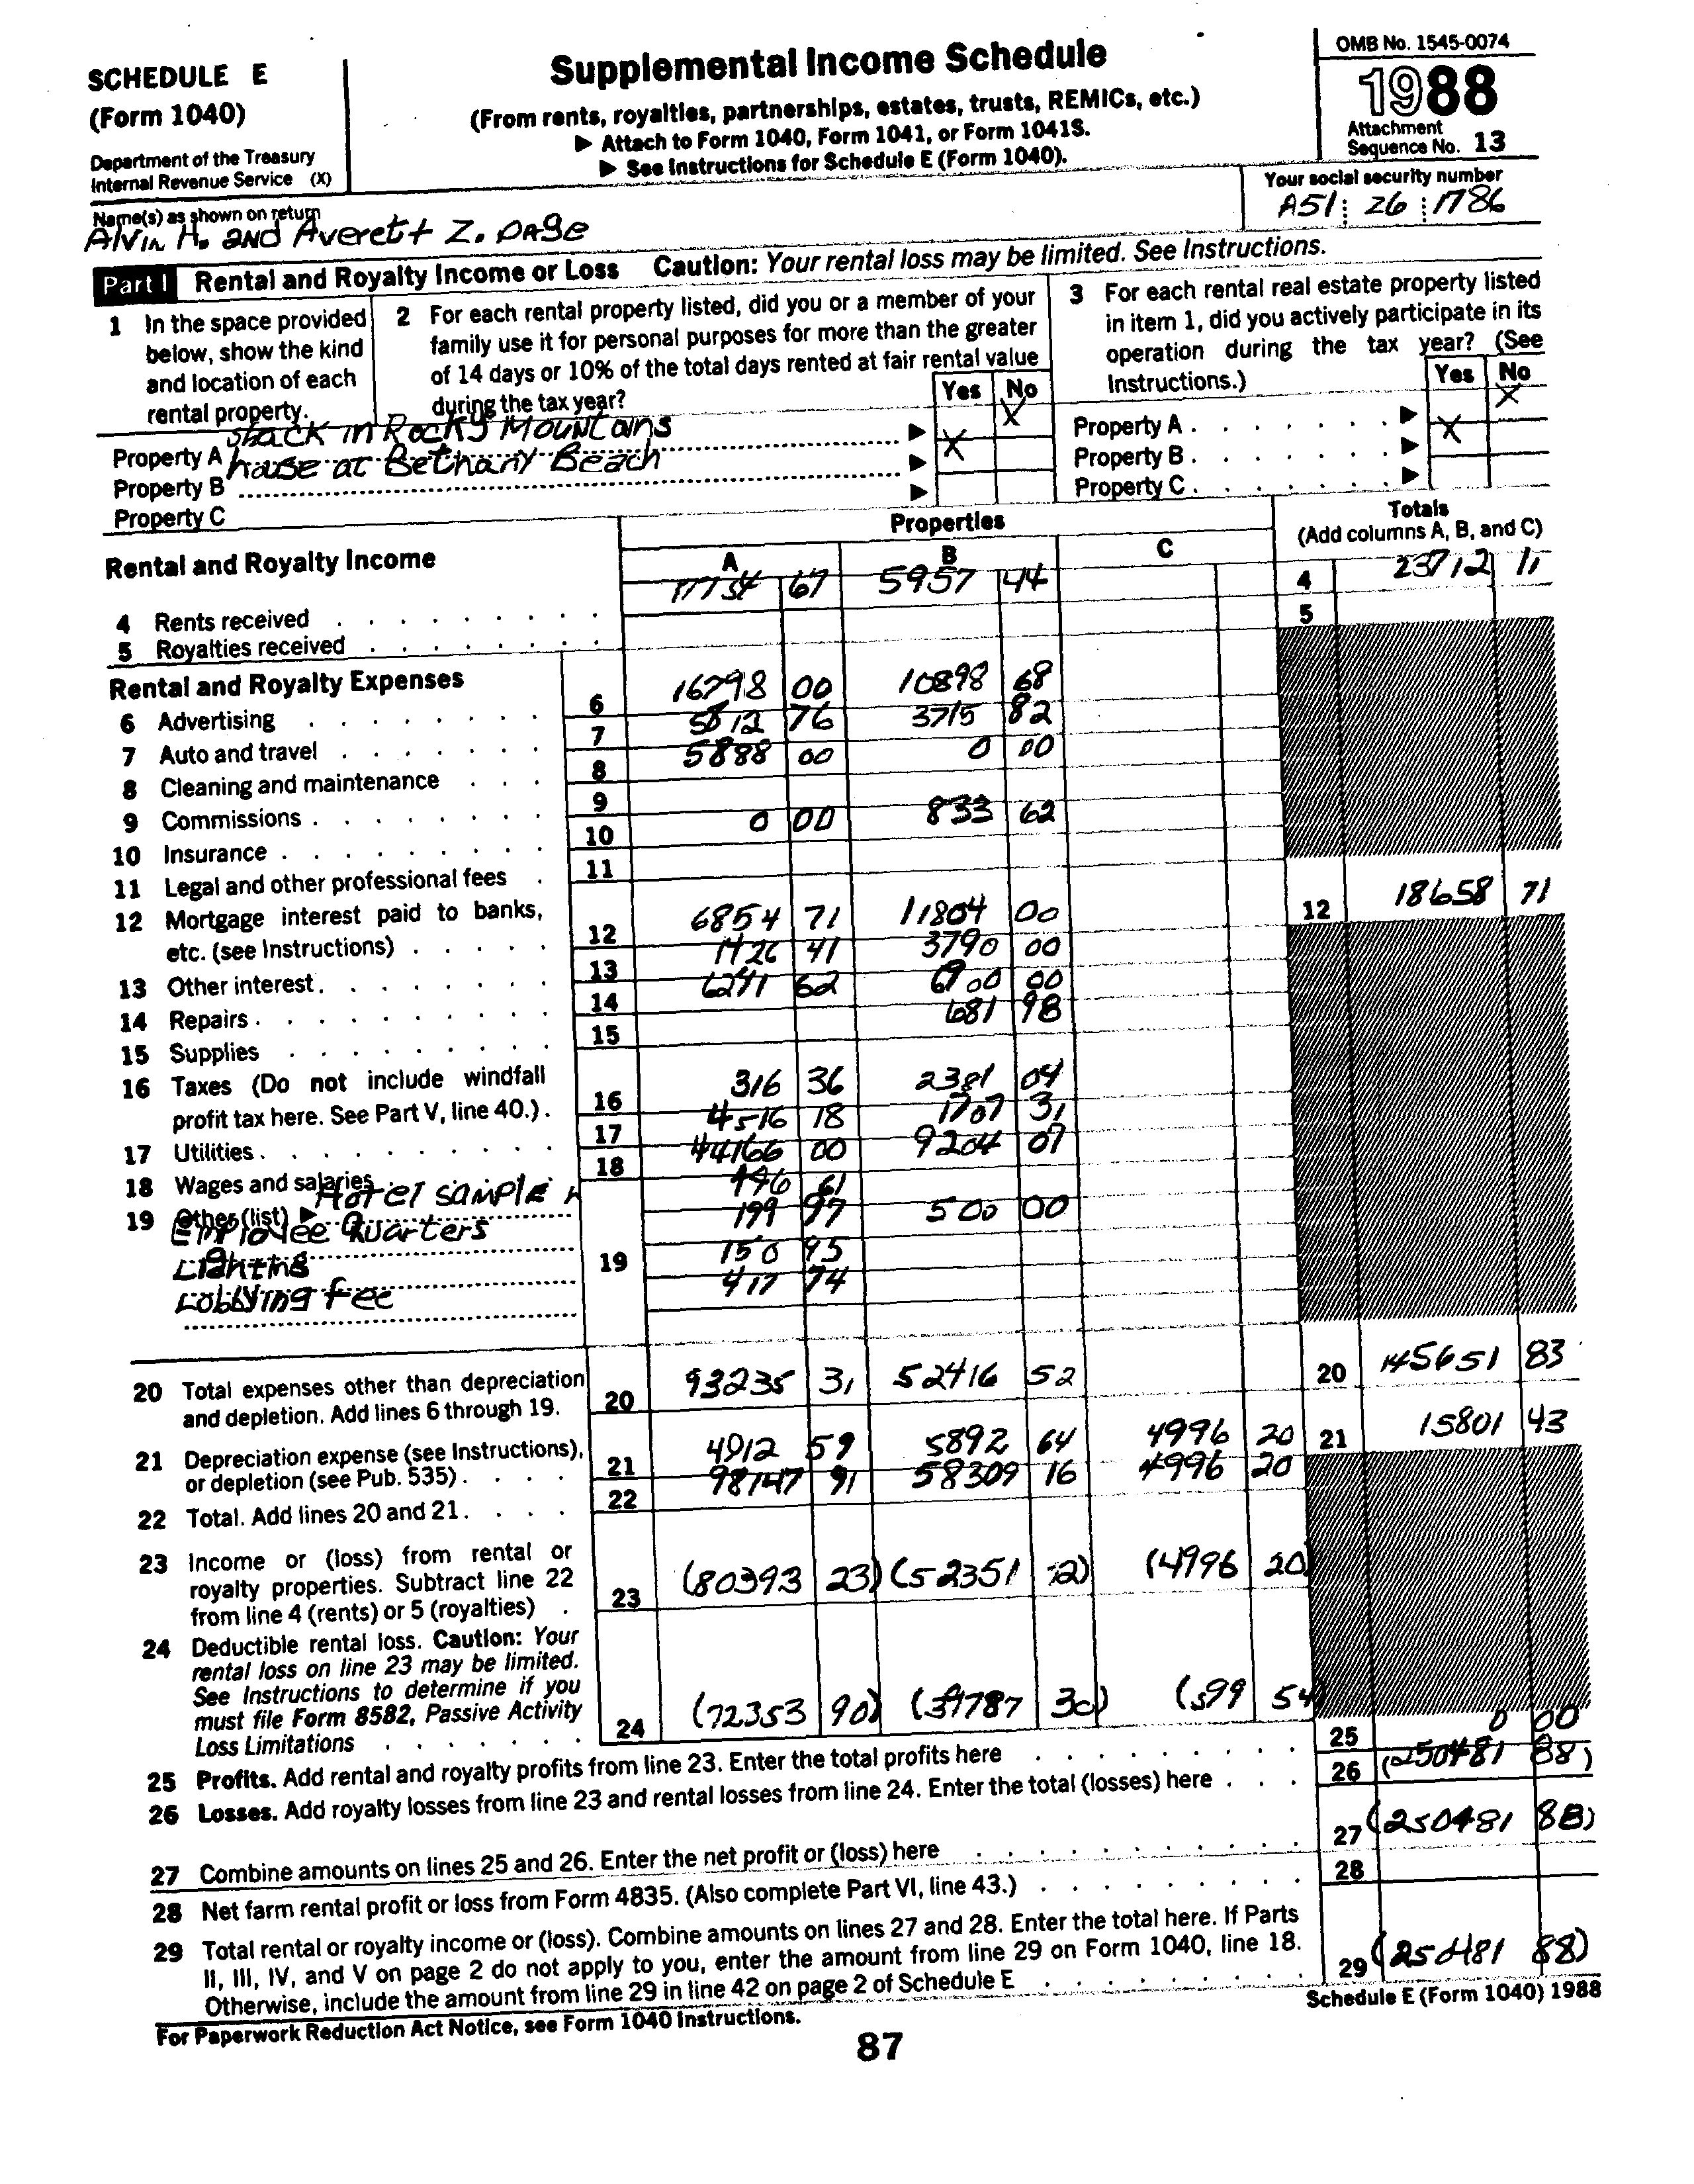 SCHEDULE E
(Form 1040)
Department of the Treasury
Internal Revenue Service (X)
Supplemental Income Schedule
(From rents, royalties, partnerships, estates, trusts, REMICs, etc.)
▶ Attach to Form 1040, Form 1041, or Form 1041S.
▶ See Instructions for Schedule E (Form 1040).
OMB No. 1545-0074
1988
Attachment
Sequence No. 13
Name(s) as shown on return
Alvin H. and Averett Z. Page
Your social security number
A51 26 1786
Part I Rental and Royalty Income or Loss Caution: Your rental loss may be limited. See Instructions.
1 In the space provided
below, show the kind
and location of each
rental property.
2 For each rental property listed, did you or a member of your
family use it for personal purposes for more than the greater
of 14 days or 10% of the total days rented at fair rental value
during the tax year?
Yes No
3 For each rental real estate property listed
in item 1, did you actively participate in its
operation during the tax year? (See
Instructions.)
Yes No
Property A shack in Rocky Mountains X
Property B house at Bethany Beach X
Property C
Property A X
Property B X
Property C
Rental and Royalty Income
Properties
A B C
Totals
(Add columns A, B, and C)
4 Rents received 17754 67 5957 44 4 23712 11
5 Royalties received 5
Rental and Royalty Expenses
6 Advertising 6 16798 00 10898 68
7 Auto and travel 7 5812 76 3715 82
8 Cleaning and maintenance 8 5888 00 0 00
9 Commissions 9
10 Insurance 10 0 00 833 62
11 Legal and other professional fees 11
12 Mortgage interest paid to banks,
etc. (see Instructions) 12 6854 71 11804 00 12 18658 71
13 Other interest 13 1426 41 3790 00
14 Repairs 14 6241 62 6900 00
15 Supplies 15 681 98
16 Taxes (Do not include windfall
profit tax here. See Part V, line 40.) 16 316 36 2381 04
17 Utilities 17 4516 18 1707 31
18 Wages and salaries 18 44166 00 9204 07
19 Other (list) ▶ Hotel sample 446 61
Employee Quarters 199 97 500 00
Lighting 19 150 95
Lobbying fee 417 74
20 Total expenses other than depreciation
and depletion. Add lines 6 through 19. 20 93235 31 52416 52 20 145651 83
21 Depreciation expense (see Instructions),
or depletion (see Pub. 535) 21 4912 59 5892 64 4996 20 21 15801 43
22 Total. Add lines 20 and 21. 22 98147 91 58309 16 4996 20
23 Income or (loss) from rental or
royalty properties. Subtract line 22
from line 4 (rents) or 5 (royalties) 23 (80393 23) (52351 72) (4996 20)
24 Deductible rental loss. Caution: Your
rental loss on line 23 may be limited.
See Instructions to determine if you
must file Form 8582, Passive Activity
Loss Limitations 24 (72353 90) (39787 30) (599 54)
25 Profits. Add rental and royalty profits from line 23. Enter the total profits here 25 0 00
26 Losses. Add royalty losses from line 23 and rental losses from line 24. Enter the total (losses) here 26 (250481 88)
27 Combine amounts on lines 25 and 26. Enter the net profit or (loss) here 27 (250481 88)
28 Net farm rental profit or loss from Form 4835. (Also complete Part VI, line 43.) 28
29 Total rental or royalty income or (loss). Combine amounts on lines 27 and 28. Enter the total here. If Parts
II, III, IV, and V on page 2 do not apply to you, enter the amount from line 29 on Form 1040, line 18.
Otherwise, include the amount from line 29 in line 42 on page 2 of Schedule E 29 (250481 88)
For Paperwork Reduction Act Notice, see Form 1040 Instructions.
Schedule E (Form 1040) 1988
87